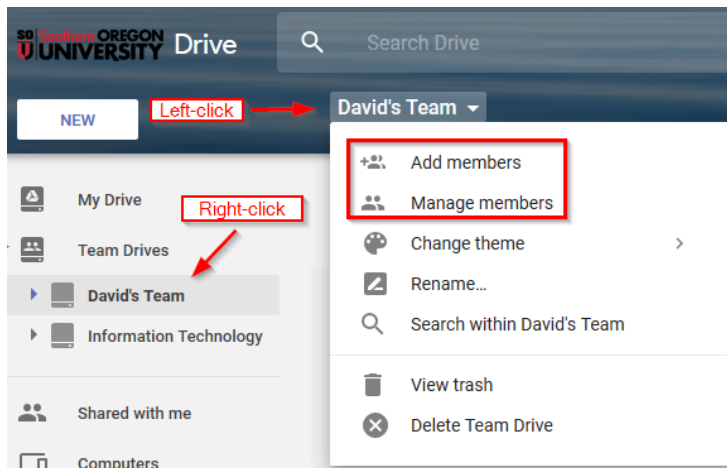 SO Southern OREGON
U UNIVERSITY Drive
Search Drive
NEW
Left-click
David's Team
Add members
Manage members
Change theme
Rename...
Search within David's Team
View trash
Delete Team Drive
My Drive
Right-click
Team Drives
David's Team
Information Technology
Shared with me
Computers